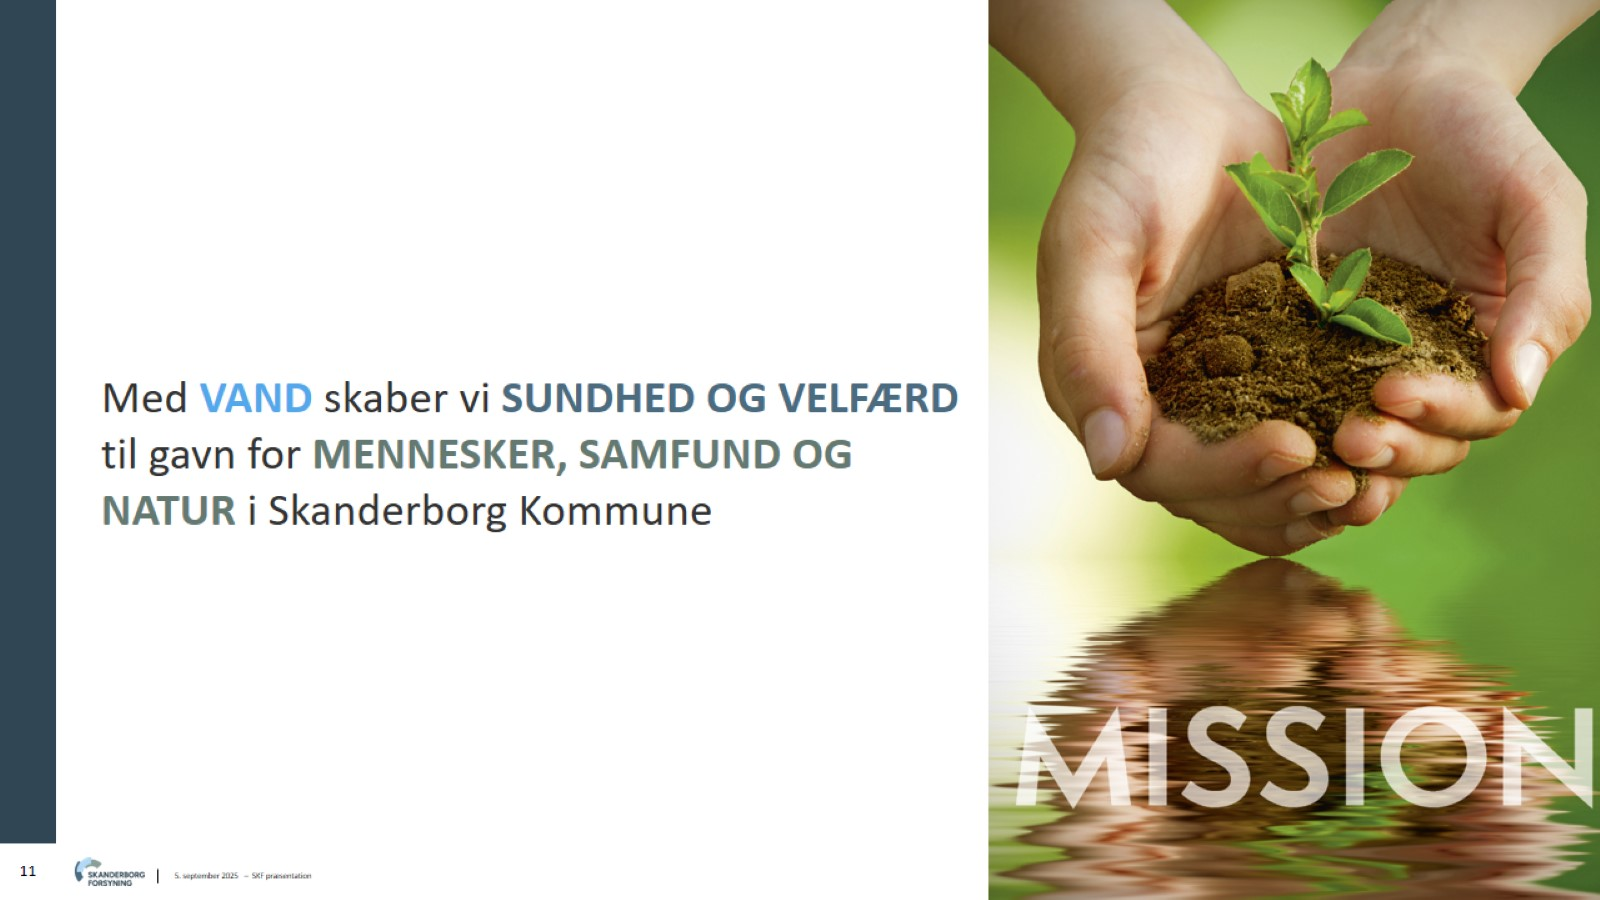 Med VAND skaber vi SUNDHED OG VELFÆRD
til gavn for MENNESKER, SAMFUND OG
NATUR i Skanderborg Kommune
MISSION
11
SKANDERBORG
FORSYNING
5. september 2025 – SKF præsentation